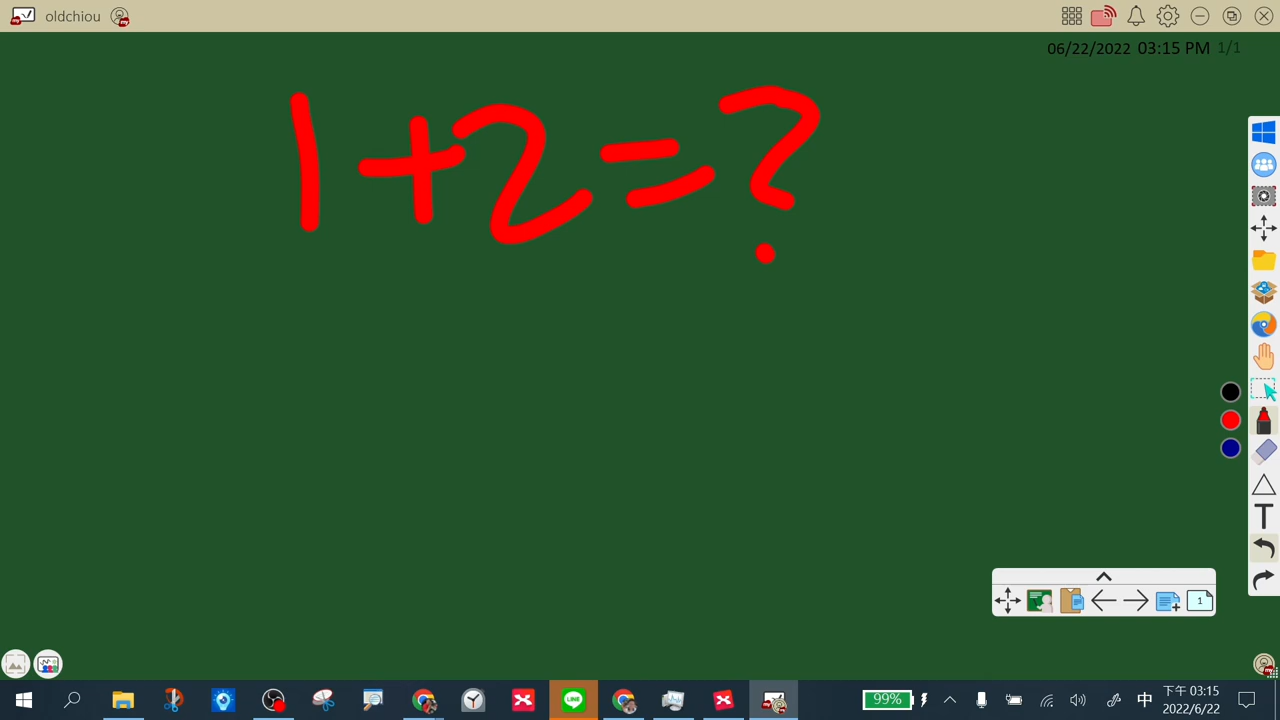 oldchiou
06/22/2022 03:15 PM 1/1
1+2=?
T
1
99%
中
下午 03:15
2022/6/22
LINE